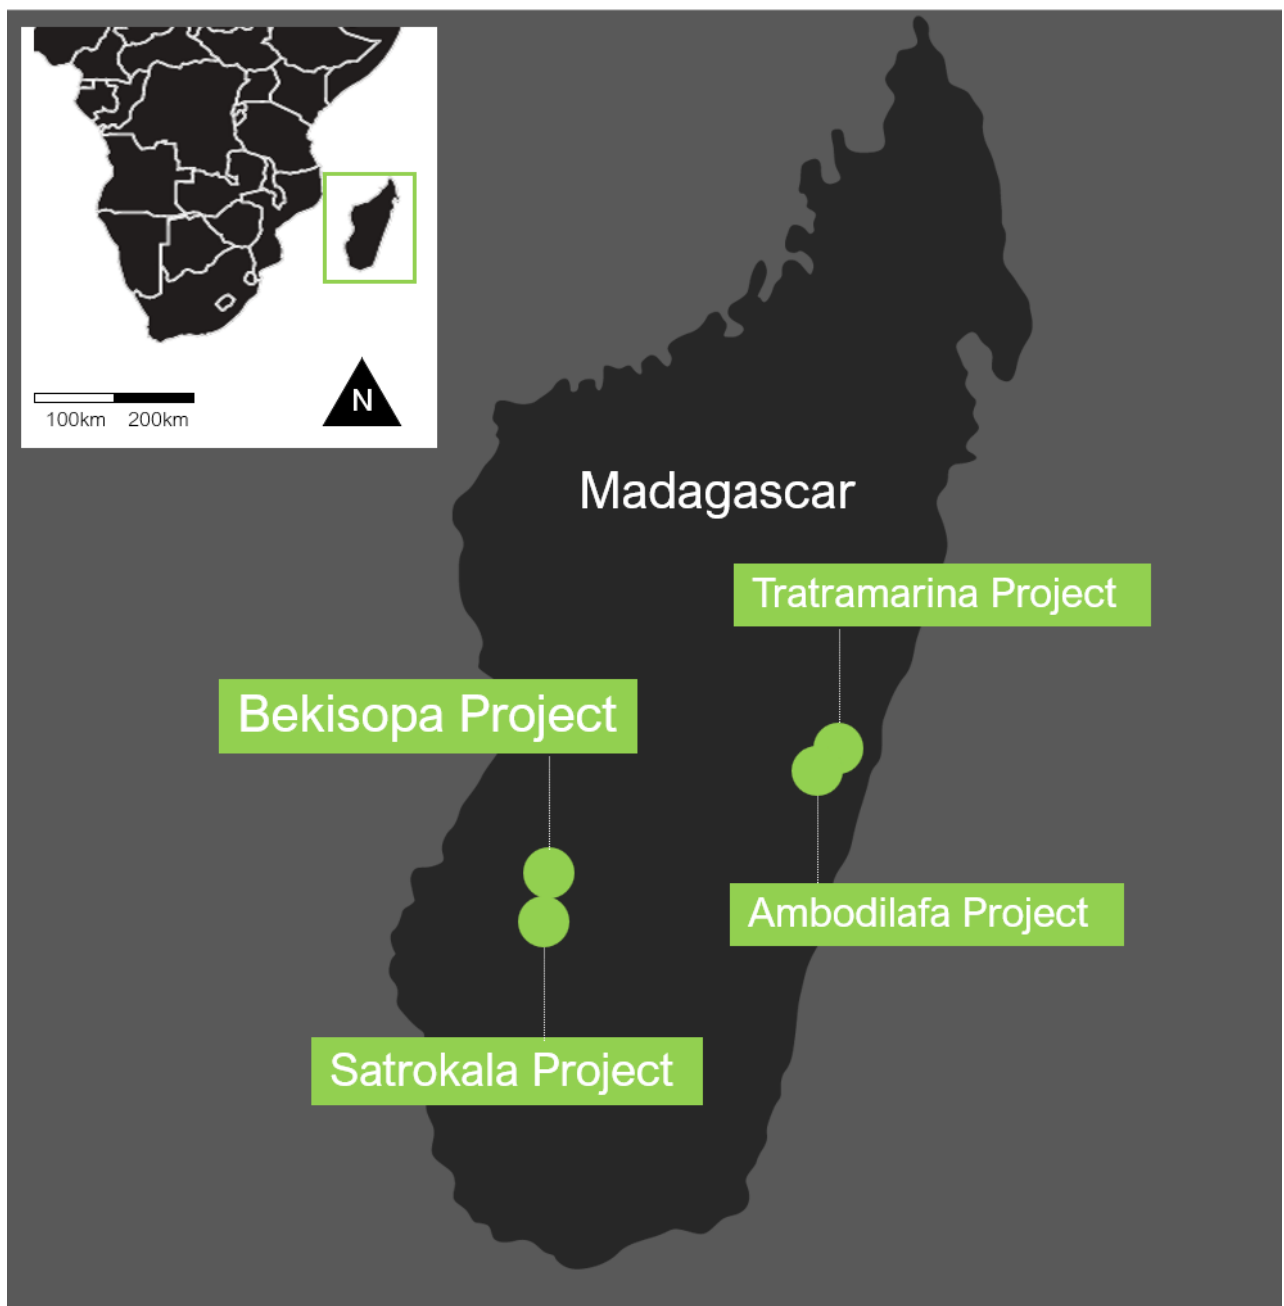 N
100km 200km
Madagascar
Tratramarina Project
Bekisopa Project
Ambodilafa Project
Satrokala Project